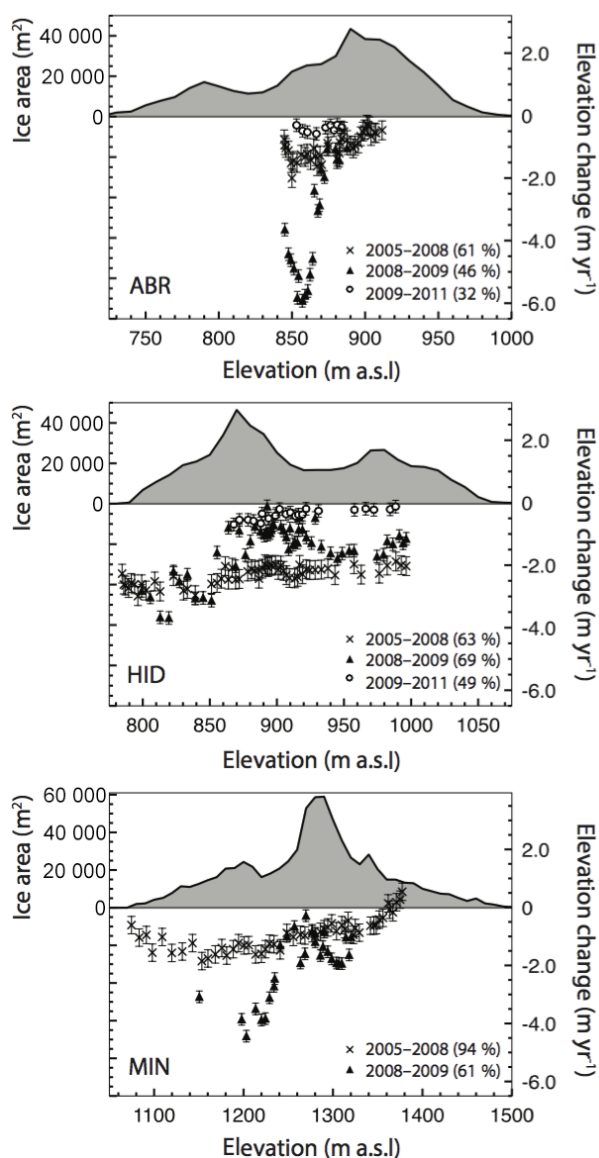 Ice area (m²)
40 000
20 000
0
2.0
-2.0
-4.0
-6.0
Elevation change (m yr⁻¹)
× 2005–2008 (61 %)
▲ 2008–2009 (46 %)
○ 2009–2011 (32 %)
ABR
750 800 850 900 950 1000
Elevation (m a.s.l)
Ice area (m²)
40 000
20 000
0
2.0
0
-2.0
-4.0
-6.0
Elevation change (m yr⁻¹)
× 2005–2008 (63 %)
▲ 2008–2009 (69 %)
○ 2009–2011 (49 %)
HID
800 850 900 950 1000 1050
Elevation (m a.s.l)
Ice area (m²)
60 000
40 000
20 000
0
2.0
0
-2.0
-4.0
-6.0
Elevation change (m yr⁻¹)
× 2005–2008 (94 %)
▲ 2008–2009 (61 %)
MIN
1100 1200 1300 1400 1500
Elevation (m a.s.l)